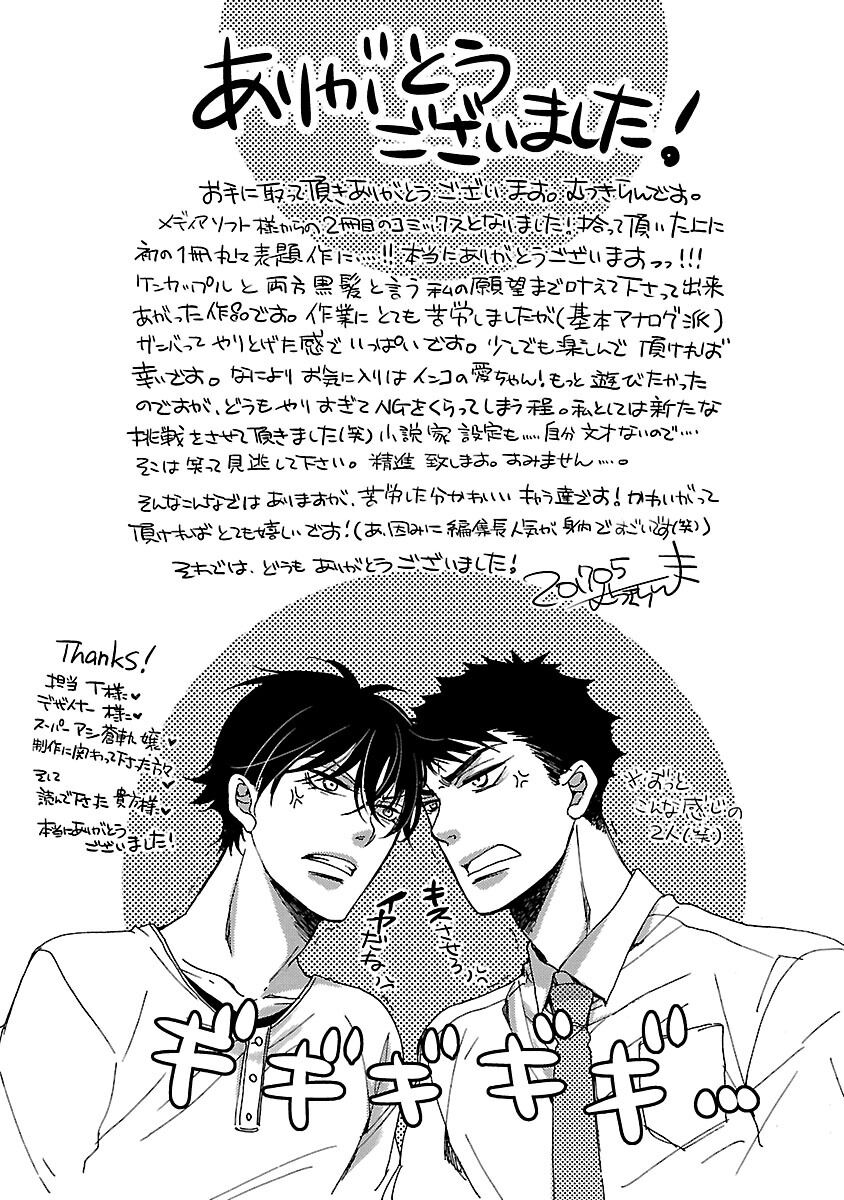 ありがとう
ございました!
お手に取って頂きありがとうございます。むつきらんです。
メディアソフト様からの2冊目のコミックスとなりました!拾って頂いた上に
初の1冊丸々表題作に……!!本当にありがとうございますっっ!!!
ケンカップルと両方黒髪と言う私の願望まで叶えて下さって出来
あがった作品です。作業にとても苦労しましたが(基本アナログ派)
ガンバってやりとげた感でいっぱいです。少しでも楽しんで頂ければ
幸いです。なによりお気に入りはインコの愛ちゃん!もっと遊びたかった
のですが、どうもやりすぎてNGをくらってしまう程。私としては新たな
挑戦をさせて頂きました(笑)小説家設定も……自分文才ないので……
そこは笑って見逃して下さい。精進致します。すみません……。
そんなこんなではありますが、苦労した分かわいいキャラ達です!かわいがって
頂ければとても嬉しいです!(あ、因みに編集長人気が身内ですごいです(笑))
それでは、どうもありがとうございました!
201705
Thanks!
担当T様に♥
デザイナー様に♥
スーパーアシ蒼軌嬢♥
制作に関わって下さった方々
そして
読んで下さった貴方様♥
本当にありがとう
ございました!
※ずっと
こんな感じの
2人(笑)
キスさせろ
イヤだね
ギギギギギ…